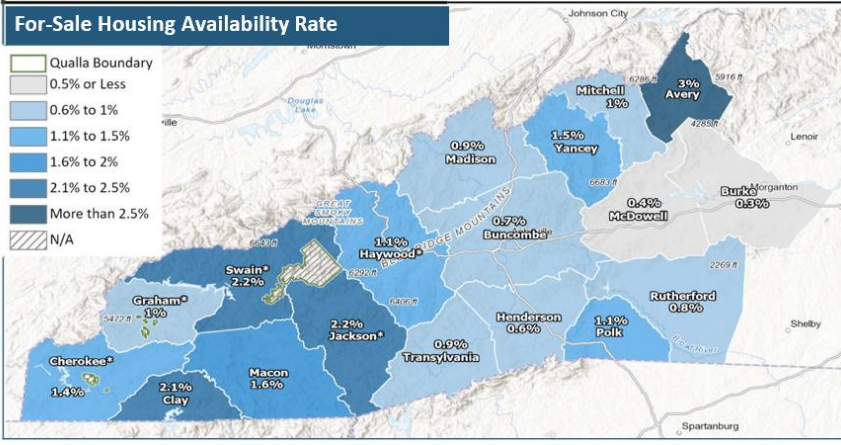 For-Sale Housing Availability Rate
Qualla Boundary
0.5% or Less
0.6% to 1%
1.1% to 1.5%
1.6% to 2%
2.1% to 2.5%
More than 2.5%
N/A
Johnson City
Morristown
Douglas
Lake
ville
Mitchell
1%
6286 ft
3%
Avery
5916 ft
4285 ft
Lenoir
0.9%
Madison
1.5%
Yancey
6683 ft
0.4%
McDowell
Burke
0.3%
Morganton
GREAT
SMOKY
MOUNTAINS
BLUE RIDGE MOUNTAINS
0.7%
Buncombe
1.1%
Haywood*
6643 ft
Swain*
2.2%
6292 ft
6406 ft
2269 ft
Graham*
1%
5472 ft
2.2%
Jackson*
0.9%
Transylvania
Henderson
0.6%
1.1%
Polk
Rutherford
0.8%
Shelby
Broad River
Cherokee*
1.4%
2.1%
Clay
Macon
1.6%
Spartanburg